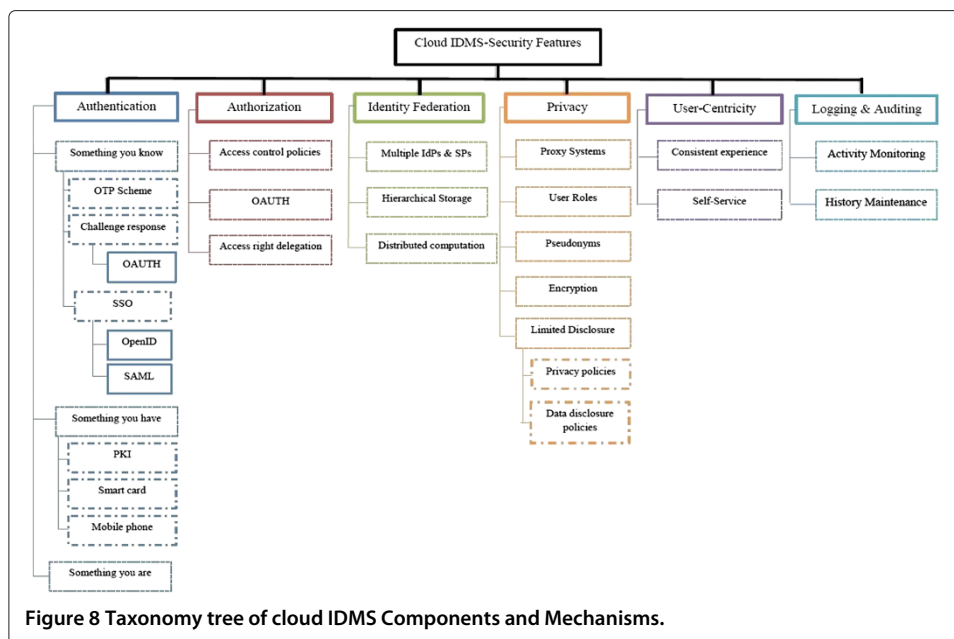 Cloud IDMS-Security Features
Authentication
Authorization
Identity Federation
Privacy
User-Centricity
Logging & Auditing
Something you know
OTP Scheme
Challenge response
OAUTH
SSO
OpenID
SAML
Something you have
PKI
Smart card
Mobile phone
Something you are
Access control policies
OAUTH
Access right delegation
Multiple IdPs & SPs
Hierarchical Storage
Distributed computation
Proxy Systems
User Roles
Pseudonyms
Encryption
Limited Disclosure
Privacy policies
Data disclosure
policies
Consistent experience
Self-Service
Activity Monitoring
History Maintenance
Figure 8 Taxonomy tree of cloud IDMS Components and Mechanisms.